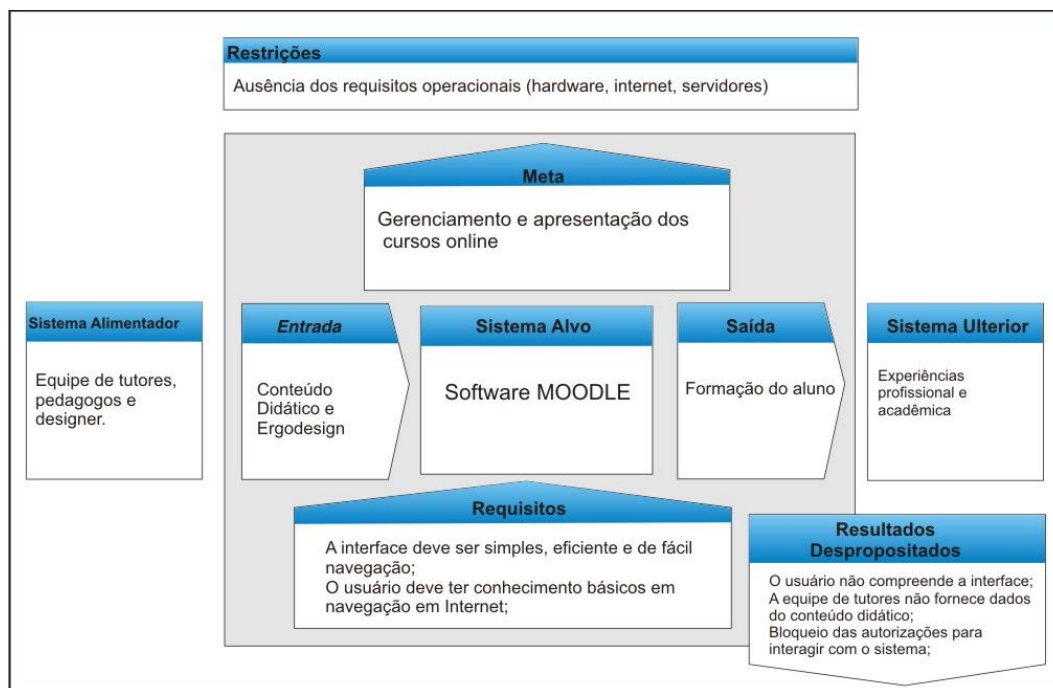 Restrições
Ausência dos requisitos operacionais (hardware, internet, servidores)
Meta
Gerenciamento e apresentação dos
cursos online
Sistema Alimentador
Equipe de tutores,
pedagogos e
designer.
Entrada
Conteúdo
Didático e
Ergodesign
Sistema Alvo
Software MOODLE
Saída
Formação do aluno
Sistema Ulterior
Experiências
profissional e
acadêmica
Requisitos
A interface deve ser simples, eficiente e de fácil
navegação;
O usuário deve ter conhecimento básicos em
navegação em Internet;
Resultados
Despropositados
O usuário não compreende a interface;
A equipe de tutores não fornece dados
do conteúdo didático;
Bloqueio das autorizações para
interagir com o sistema;